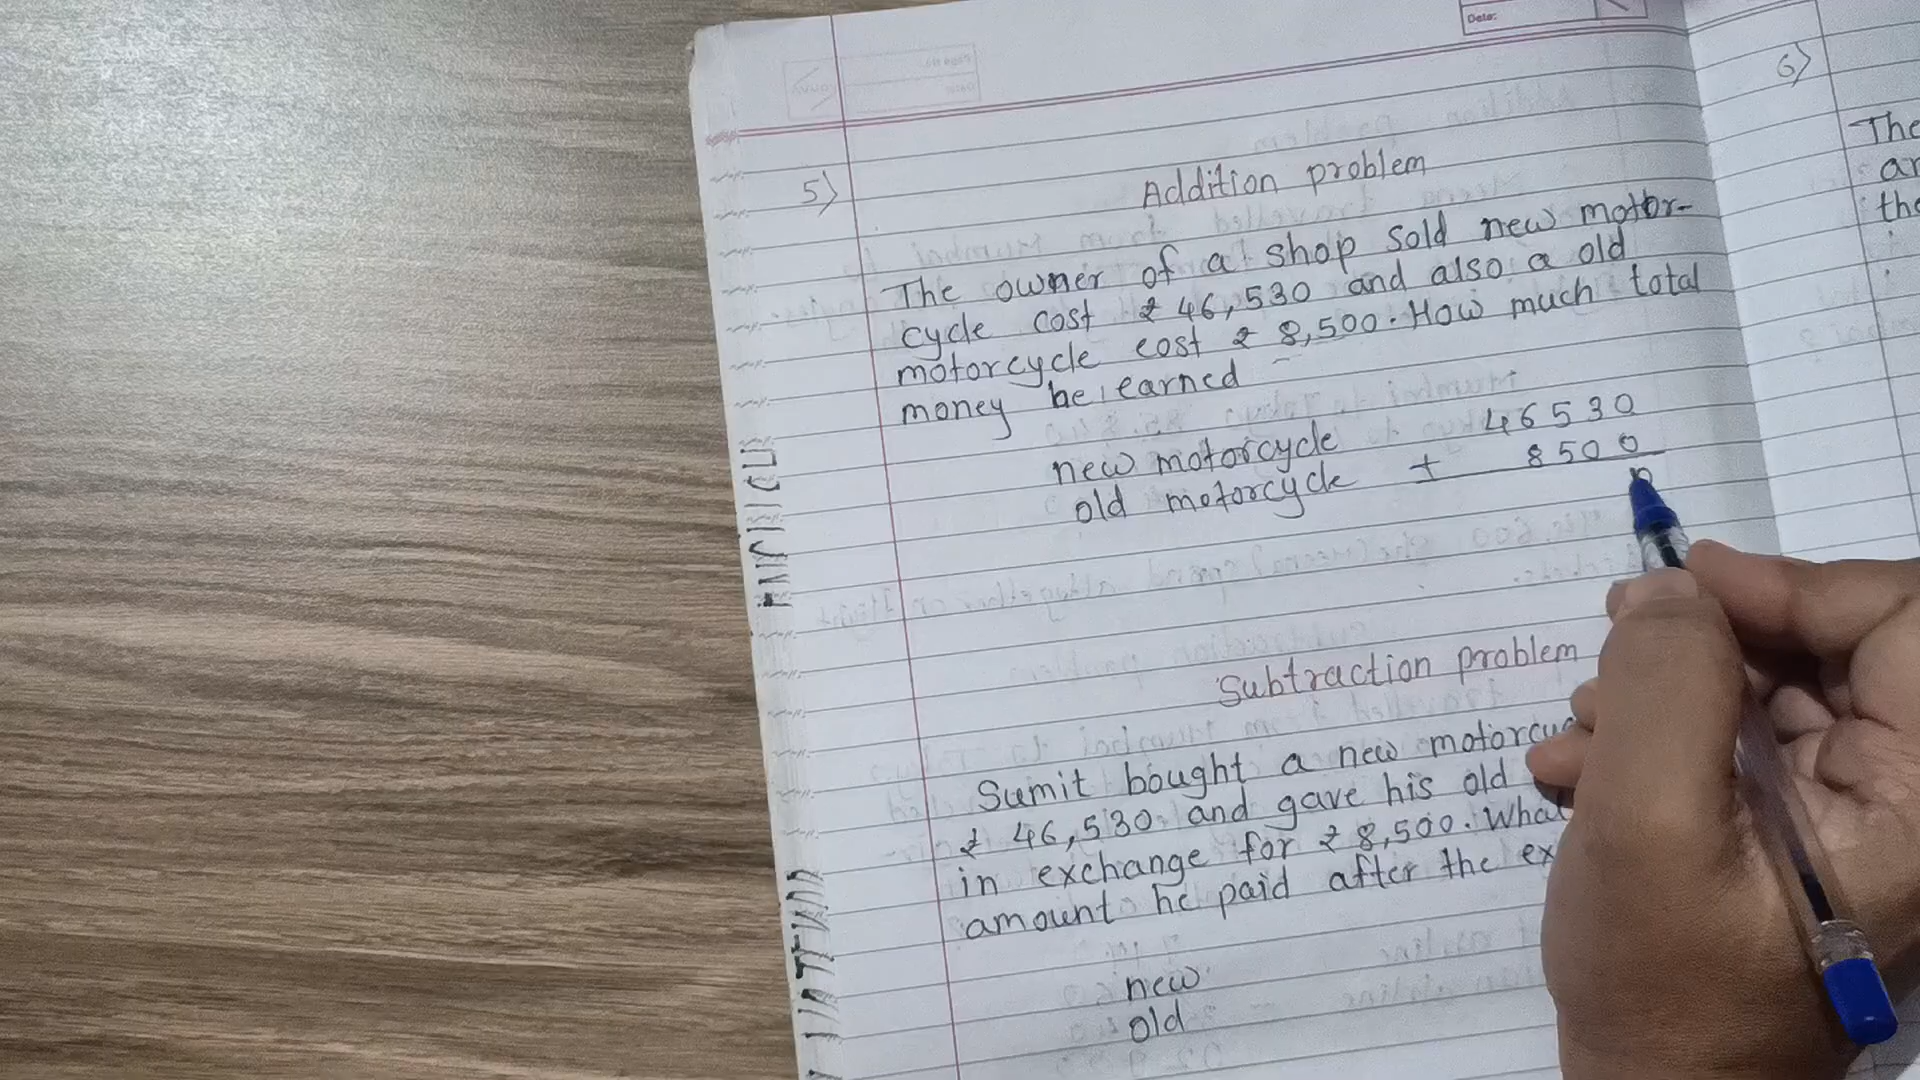 Date:
5)
Addition problem
The owner of a shop sold new motor-
cycle cost ₹ 46,530 and also a old
motorcycle cost ₹ 8,500. How much total
money he earned
new motorcycle 46530
old motorcycle + 8500
0
Subtraction problem
Sumit bought a new
₹ 46,530 and gave his old
in exchange for ₹ 8,500. What
amount he paid after the ex
new
old
6)
The